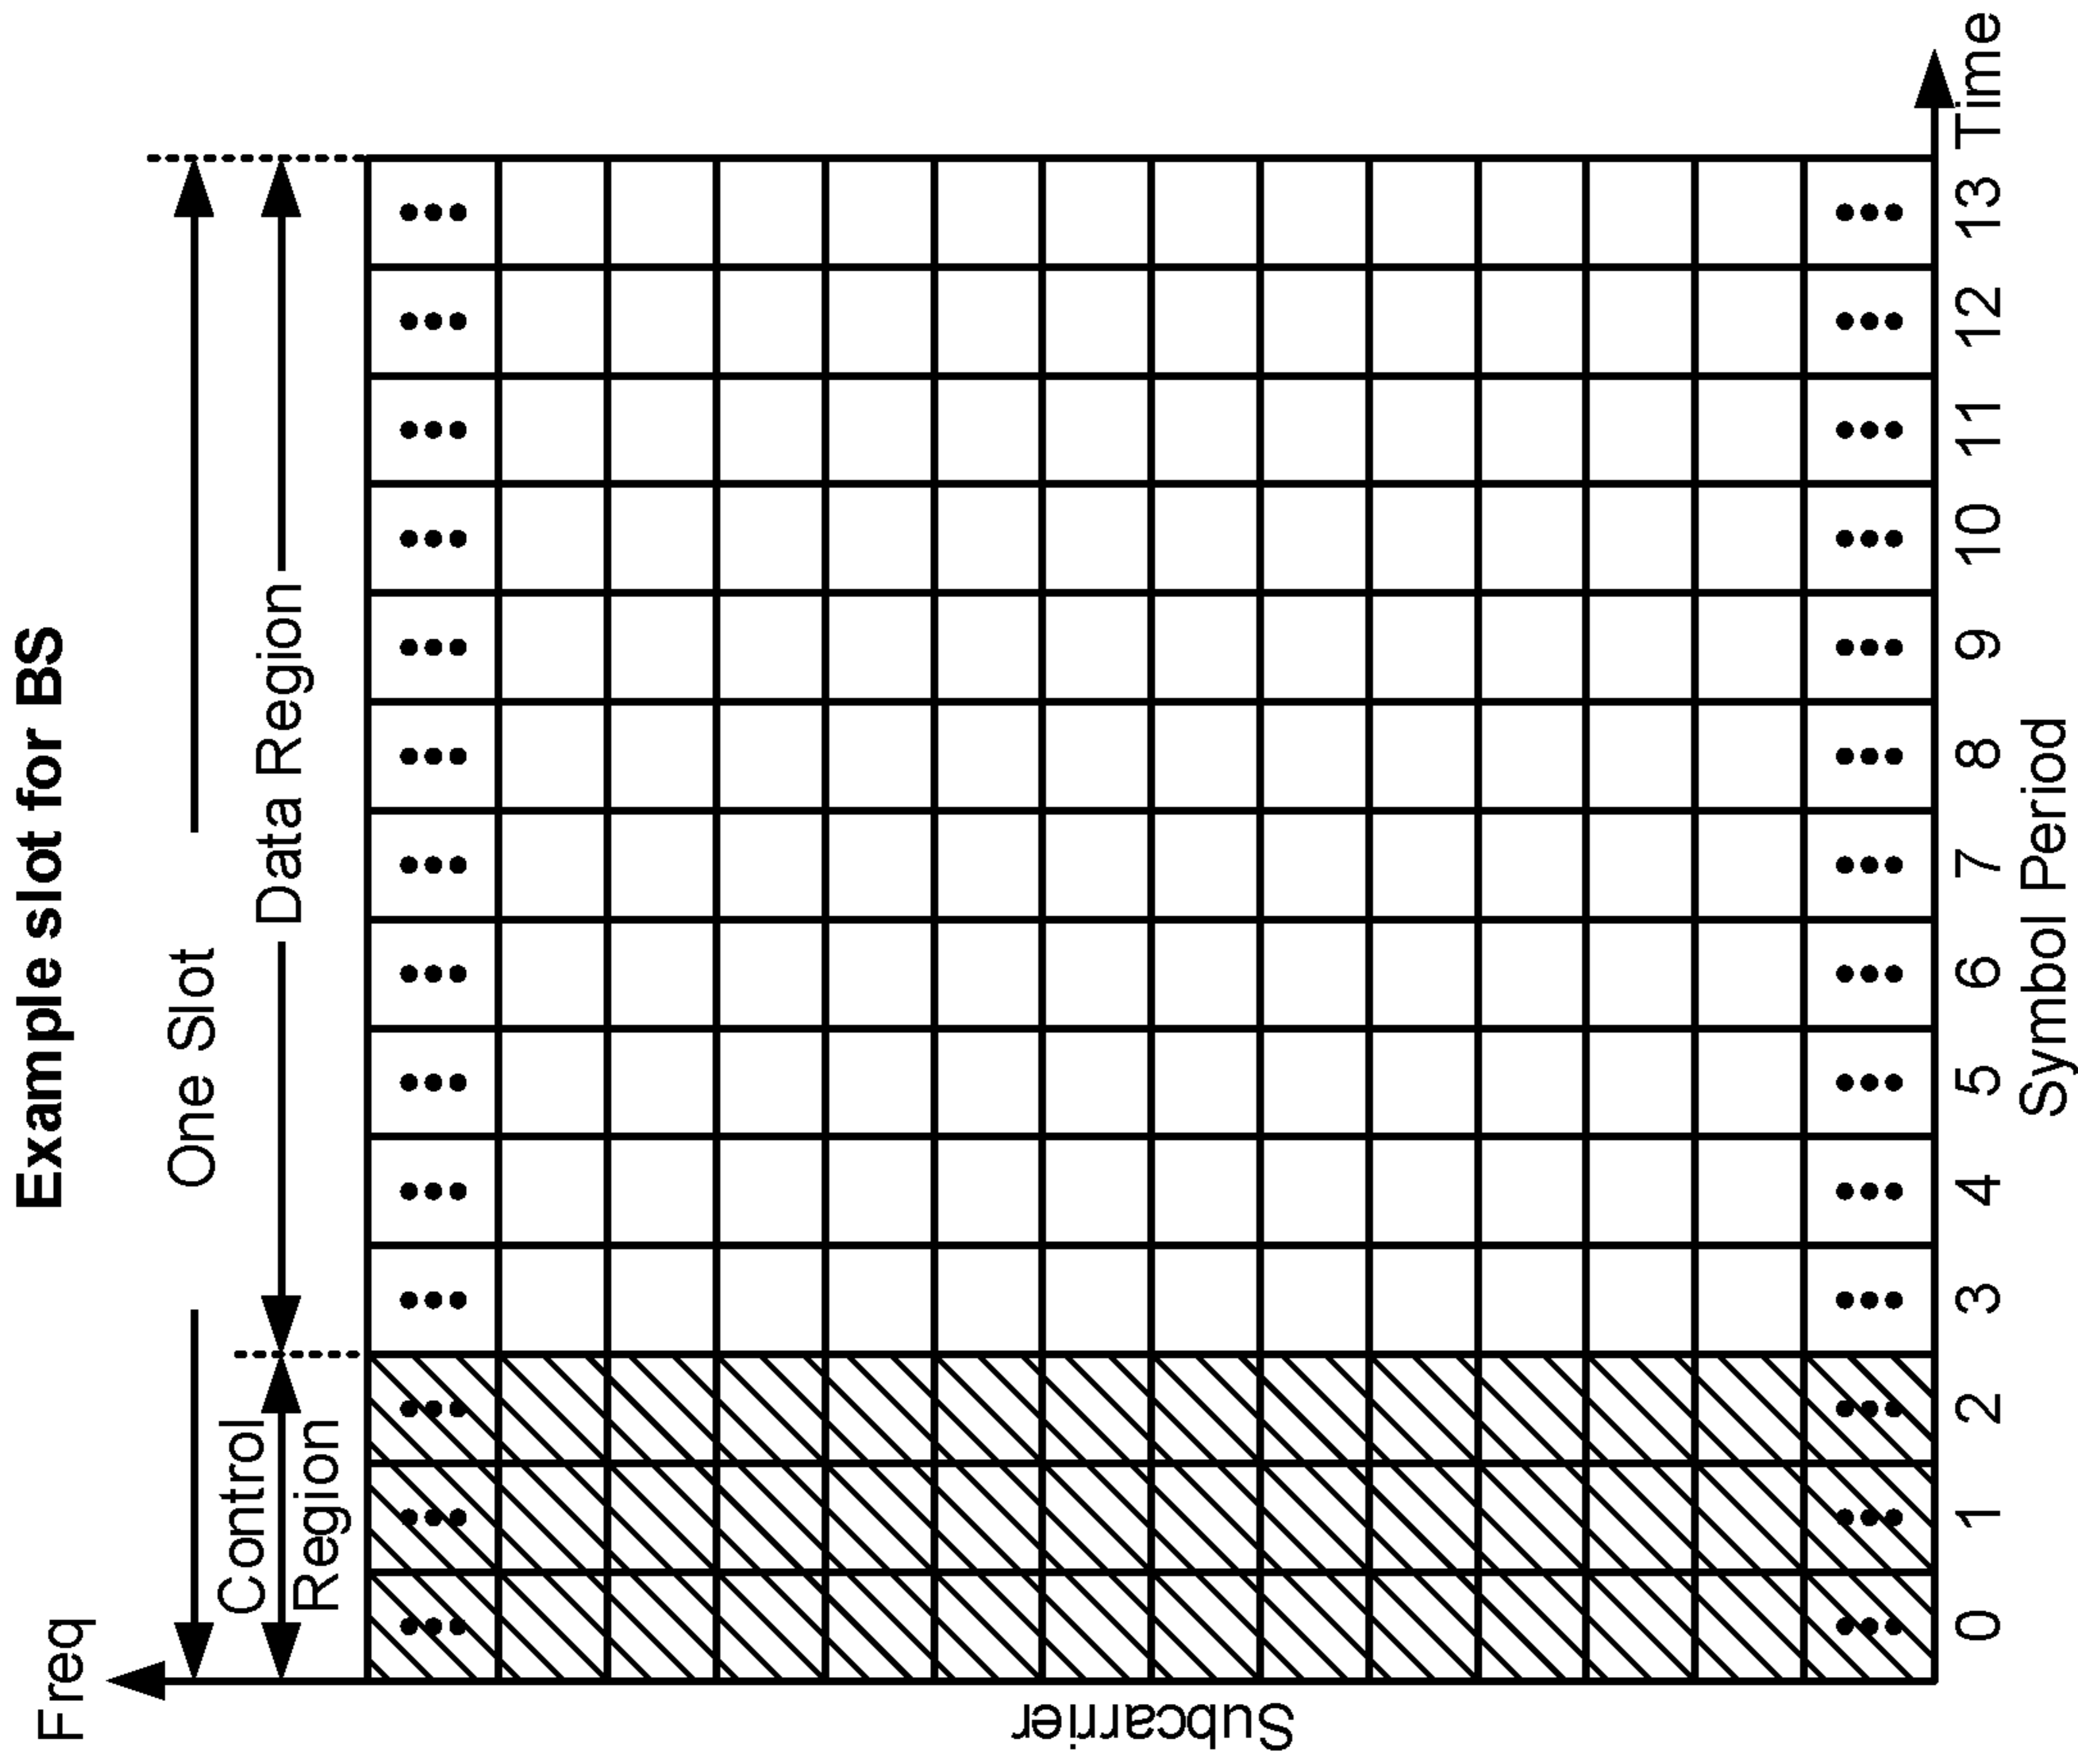 Example slot for BS
Freq
One Slot
Control
Region
Data Region
Subcarrier
0 1 2 3 4 5 6 7 8 9 10 11 12 13 Time
Symbol Period